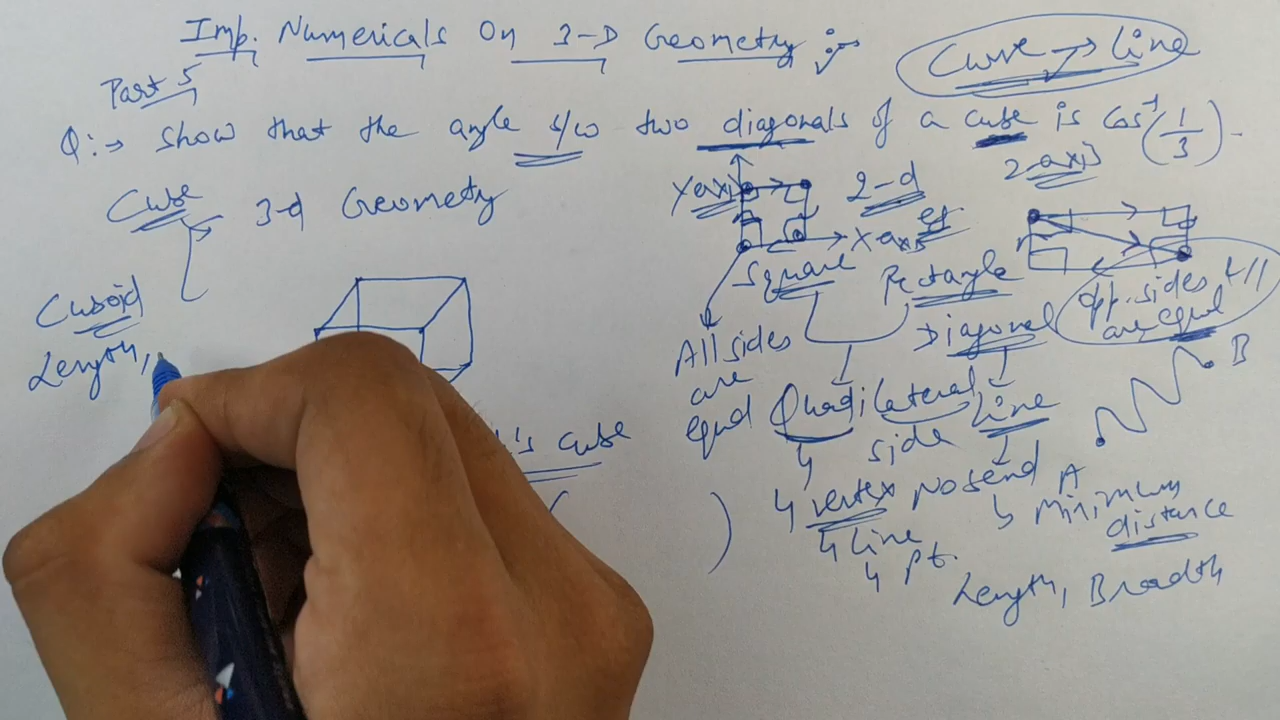 Imp. Numericals On 3-D Geometry :-
Curve → Line
Part 5
Q:→ Show that the angle b/w two diagonals of a cube is Cos⁻¹(1/3).
Cube
3-d Geometry
Cuboid
Length,
's cube
Y axis
2-d
X axis
2-axis
Square
Rectangle
All sides
are
equal
Diagonal
Opp. sides, 4 11
are equal
Quadilateral
4
side
Line
4 vertex
4 line
4 pt.
No end
A
B
↳ Minimum
distance
Length, Breadth